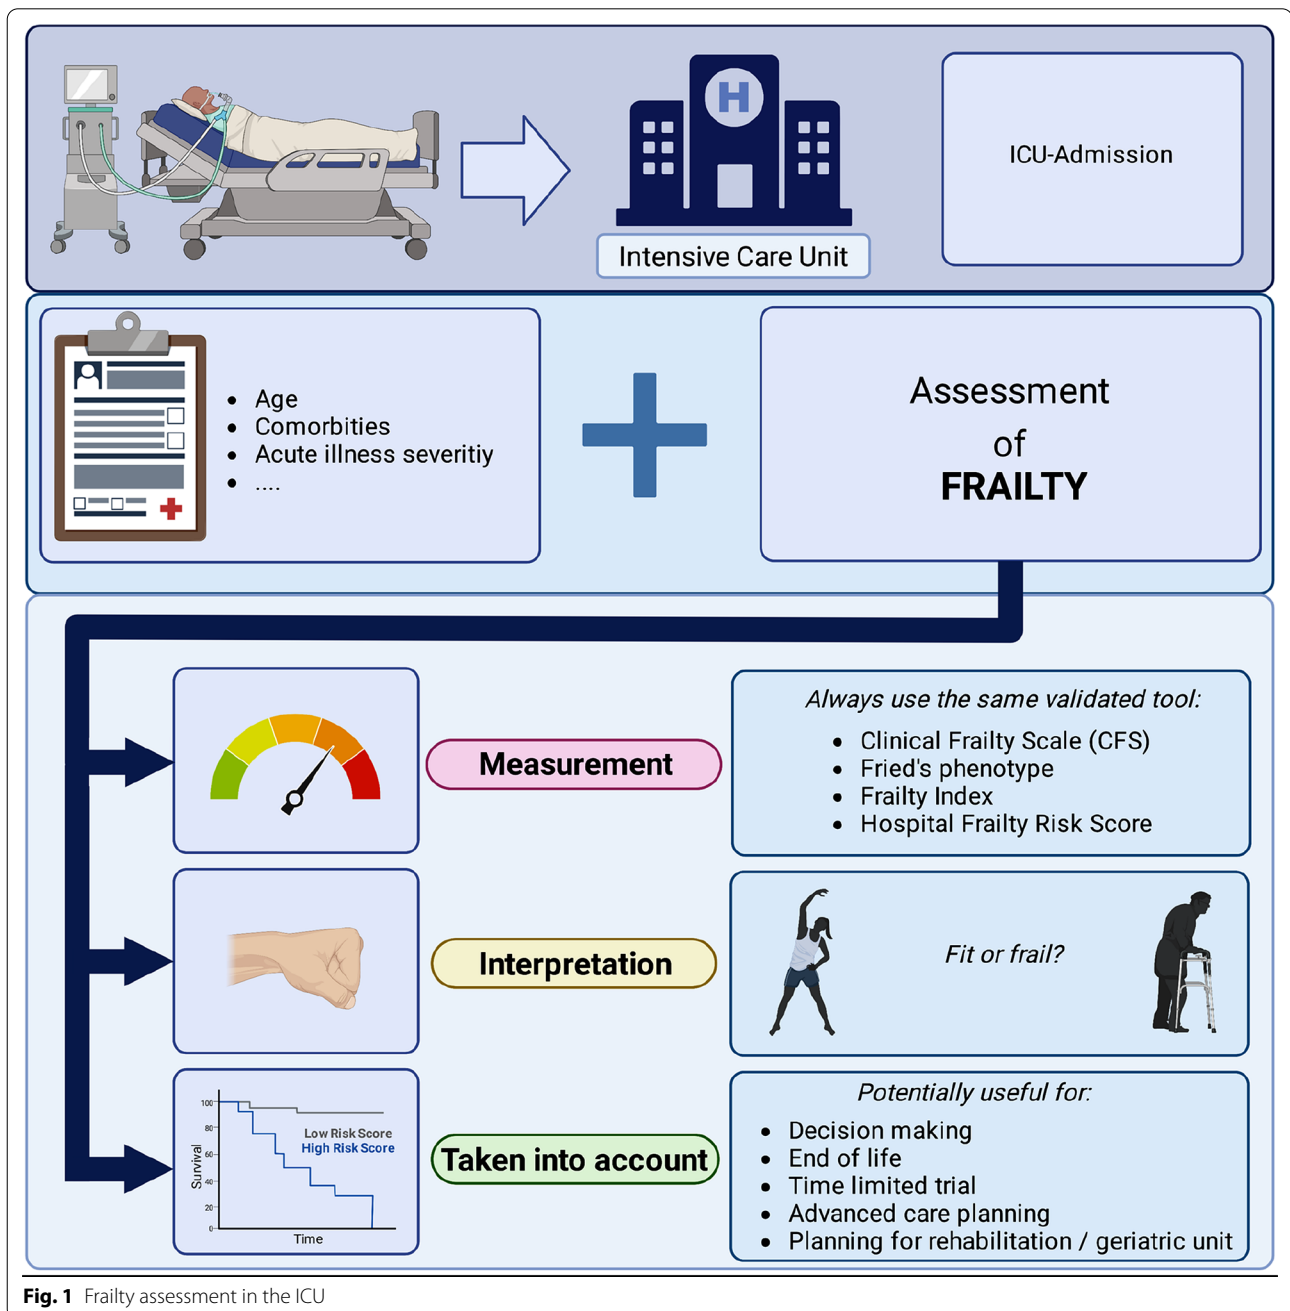 H
Intensive Care Unit
ICU-Admission
• Age
• Comorbities
• Acute illness severitiy
• ....
Assessment
of
FRAILTY
Measurement
Always use the same validated tool:
• Clinical Frailty Scale (CFS)
• Fried's phenotype
• Frailty Index
• Hospital Frailty Risk Score
Interpretation
Fit or frail?
Survival
100
80
60
40
20
0
Low Risk Score
High Risk Score
Time
Taken into account
Potentially useful for:
• Decision making
• End of life
• Time limited trial
• Advanced care planning
• Planning for rehabilitation / geriatric unit
Fig. 1 Frailty assessment in the ICU